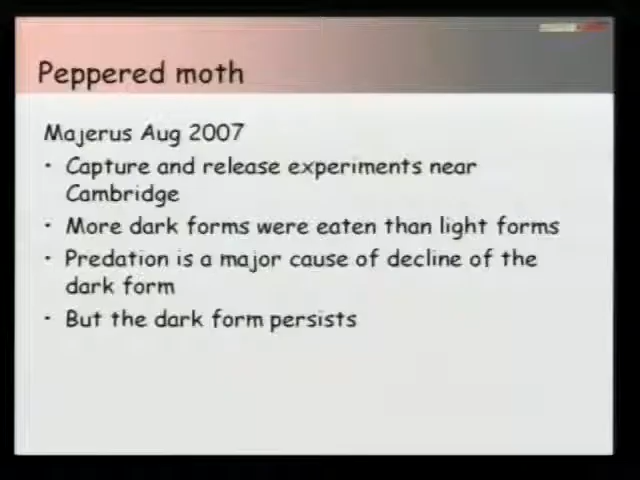 Peppered moth
Majerus Aug 2007
· Capture and release experiments near
Cambridge
· More dark forms were eaten than light forms
· Predation is a major cause of decline of the
dark form
· But the dark form persists